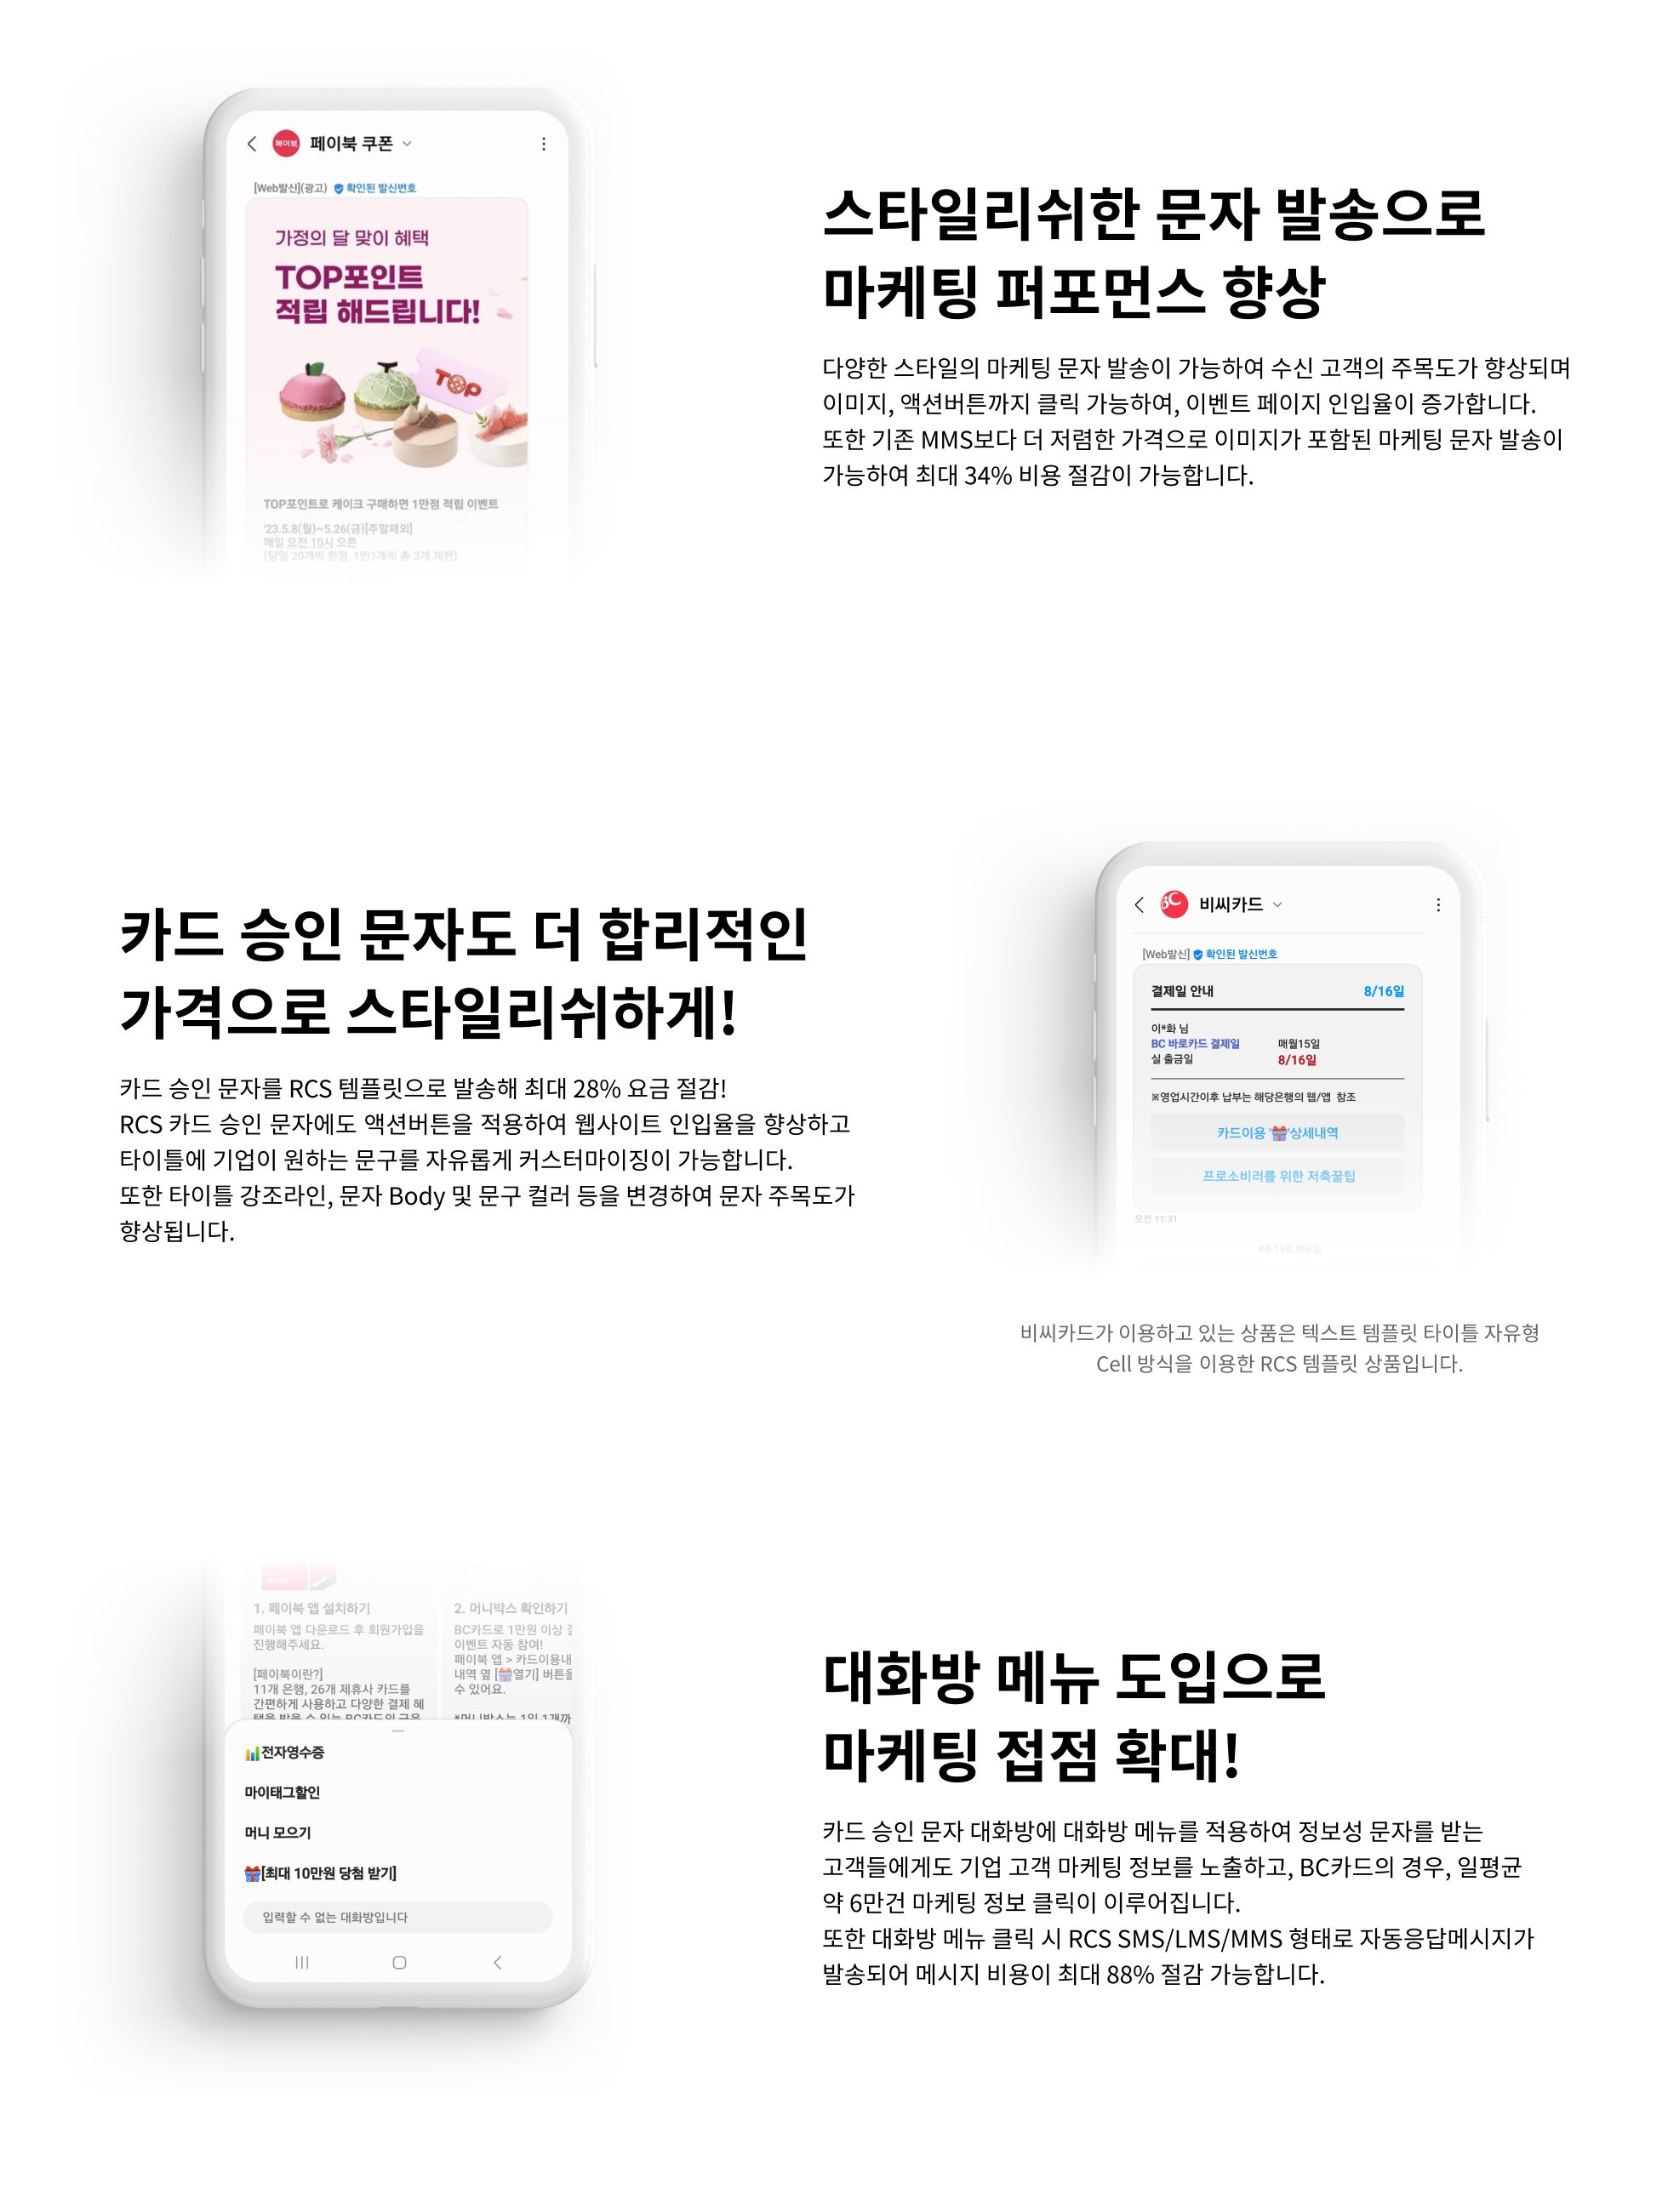 페이북
페이북 쿠폰
[Web발신](광고) 확인된 발신번호
가정의 달 맞이 혜택
TOP포인트
적립 해드립니다!
TOP
TOP포인트로 케이크 구매하면 1만점 적립 이벤트
'23.5.8(월)~5.26(금)[주말제외]
매일 오전 10시 오픈
(당일 20개씩 한정, 1인1개씩 총 3개 제한)
스타일리쉬한 문자 발송으로
마케팅 퍼포먼스 향상
다양한 스타일의 마케팅 문자 발송이 가능하여 수신 고객의 주목도가 향상되며
이미지, 액션버튼까지 클릭 가능하여, 이벤트 페이지 인입율이 증가합니다.
또한 기존 MMS보다 더 저렴한 가격으로 이미지가 포함된 마케팅 문자 발송이
가능하여 최대 34% 비용 절감이 가능합니다.
카드 승인 문자도 더 합리적인
가격으로 스타일리쉬하게!
카드 승인 문자를 RCS 템플릿으로 발송해 최대 28% 요금 절감!
RCS 카드 승인 문자에도 액션버튼을 적용하여 웹사이트 인입율을 향상하고
타이틀에 기업이 원하는 문구를 자유롭게 커스터마이징이 가능합니다.
또한 타이틀 강조라인, 문자 Body 및 문구 컬러 등을 변경하여 문자 주목도가
향상됩니다.
BC 비씨카드
[Web발신] 확인된 발신번호
결제일 안내 8/16일
이*화 님
BC 바로카드 결제일 매월15일
실 출금일 8/16일
※영업시간이후 납부는 해당은행의 웹/앱 참조
카드이용 '🎁'상세내역
프로소비러를 위한 저축꿀팁
오전 11:31
8월 15일 화요일
비씨카드가 이용하고 있는 상품은 텍스트 템플릿 타이틀 자유형
Cell 방식을 이용한 RCS 템플릿 상품입니다.
1. 페이북 앱 설치하기
페이북 앱 다운로드 후 회원가입을
진행해주세요.
[페이북이란?]
11개 은행, 26개 제휴사 카드를
간편하게 사용하고 다양한 결제 혜
택을 받을 수 있는 BC카드의 금융
2. 머니박스 확인하기
BC카드로 1만원 이상 결
이벤트 자동 참여!
페이북 앱 > 카드이용내
내역 옆 [🎁열기] 버튼을
수 있어요.
*머니박스는 1일 1개까
📊전자영수증
마이태그할인
머니 모으기
🎁[최대 10만원 당첨 받기]
입력할 수 없는 대화방입니다
대화방 메뉴 도입으로
마케팅 접점 확대!
카드 승인 문자 대화방에 대화방 메뉴를 적용하여 정보성 문자를 받는
고객들에게도 기업 고객 마케팅 정보를 노출하고, BC카드의 경우, 일평균
약 6만건 마케팅 정보 클릭이 이루어집니다.
또한 대화방 메뉴 클릭 시 RCS SMS/LMS/MMS 형태로 자동응답메시지가
발송되어 메시지 비용이 최대 88% 절감 가능합니다.